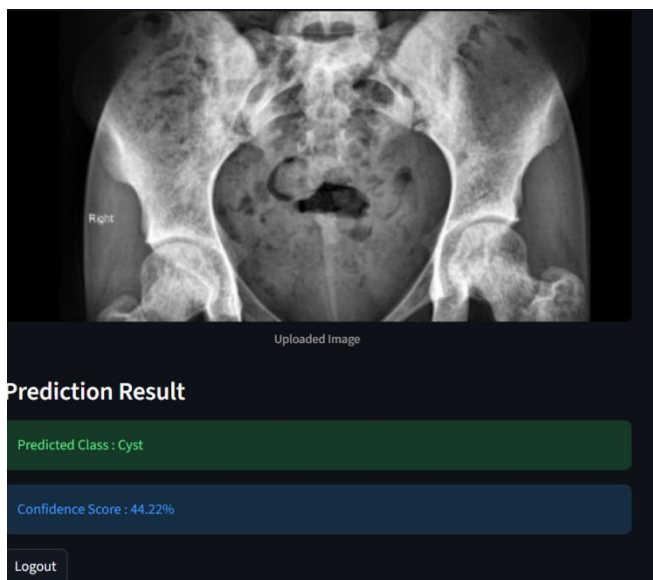 Right
Uploaded Image
Prediction Result
Predicted Class : Cyst
Confidence Score : 44.22%
Logout